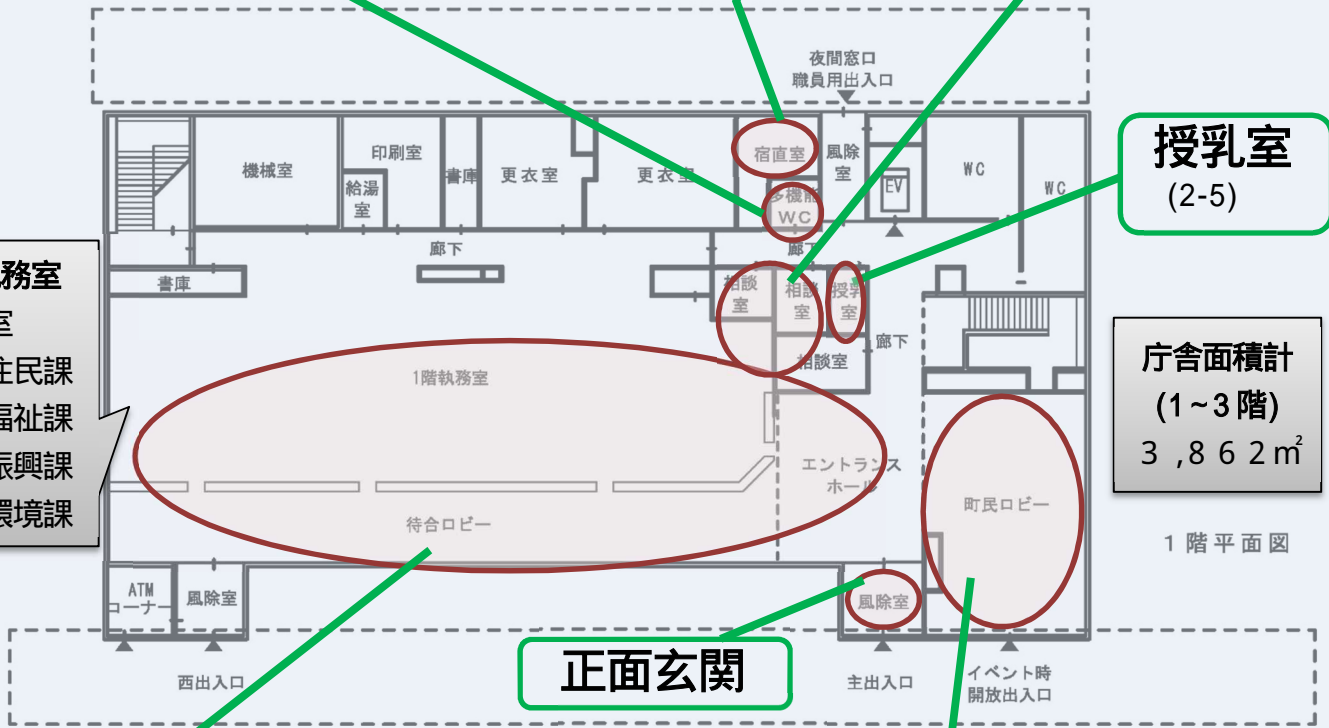 夜間窓口
職員用出入口
機械室
印刷室
給湯
室
書庫
更衣室
更衣室
宿直室
多機能
WC
風除
室
EV
WC
WC
授乳室
(2-5)
廊下
廊下
書庫
相談
室
相談
室
授乳
室
相談室
廊下
務室
室
住民課
福祉課
振興課
環境課
庁舎面積計
(1~3階)
3,862㎡
1階執務室
エントランス
ホール
町民ロビー
待合ロビー
1階平面図
ATM
コーナー
風除室
風除室
正面玄関
西出入口
主出入口
イベント時
開放出入口